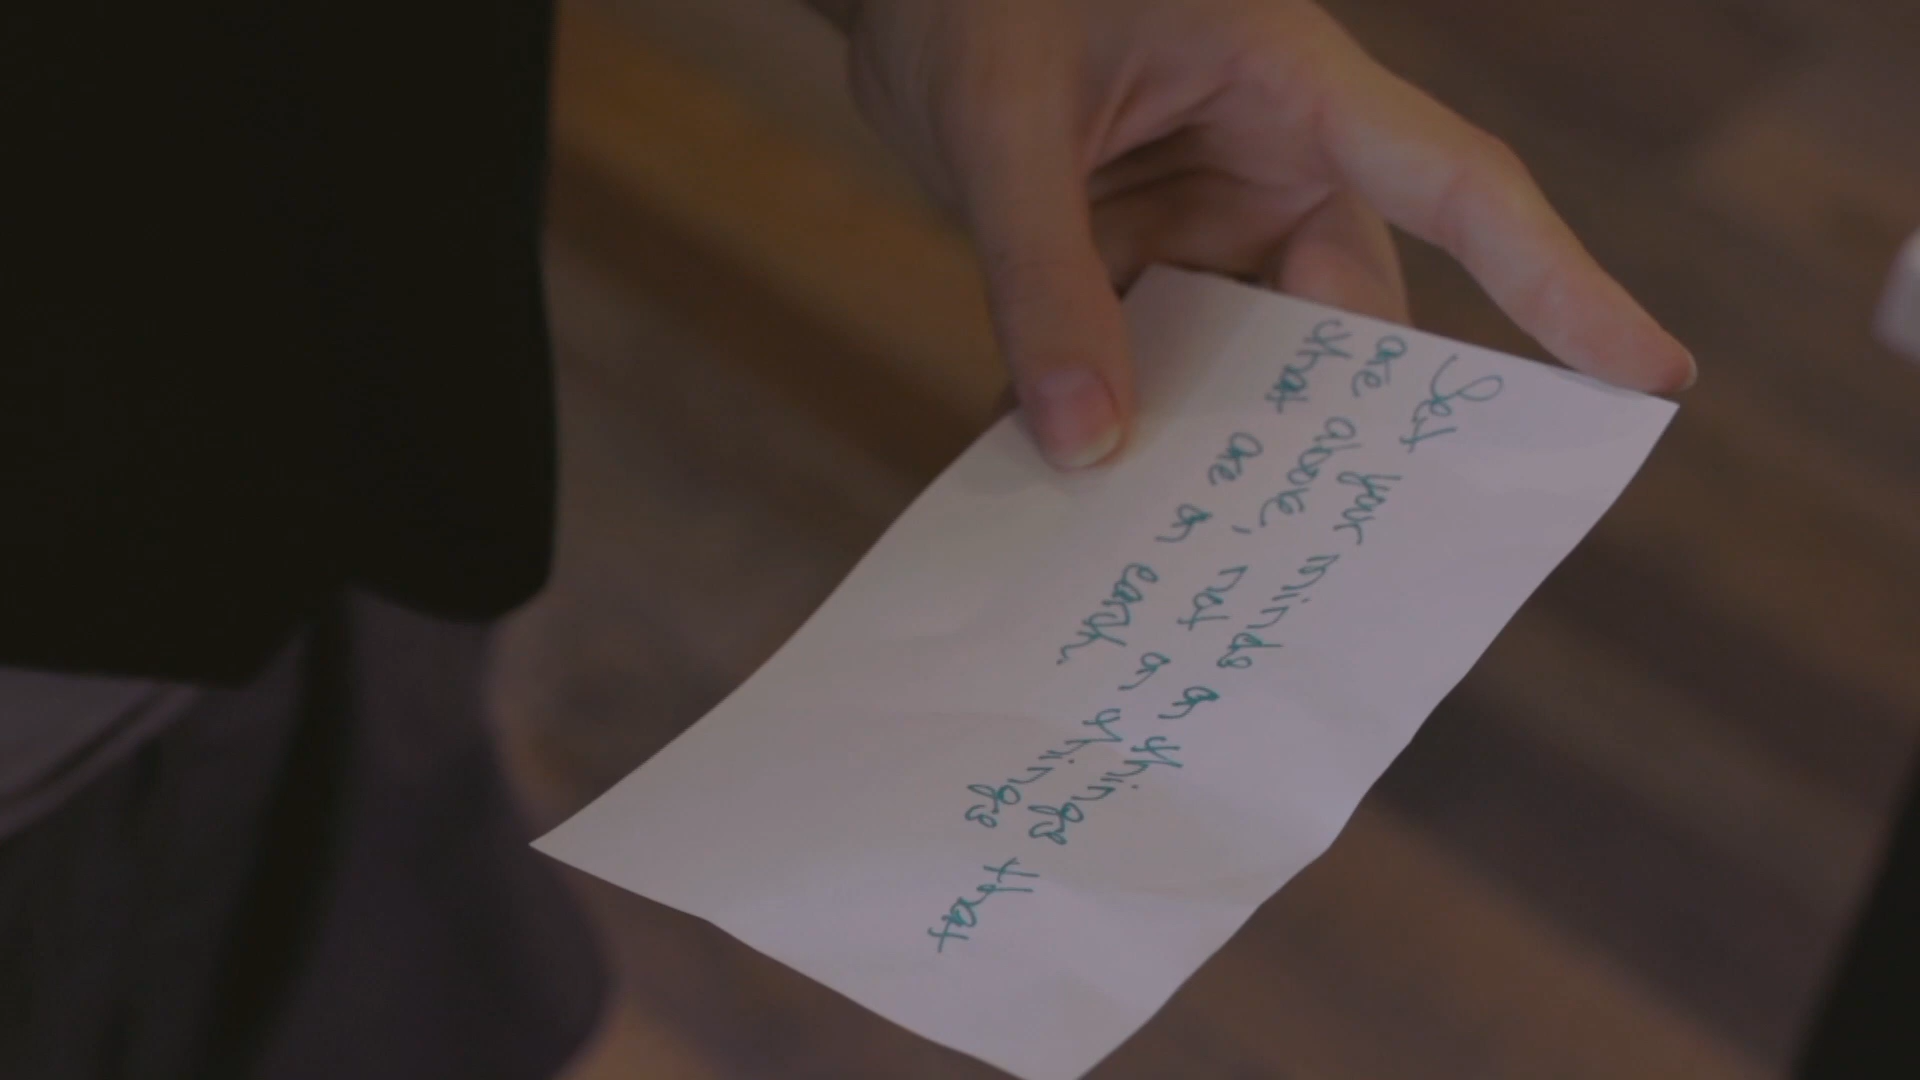 Set your minds on things that
are above, not on things
that are on earth.